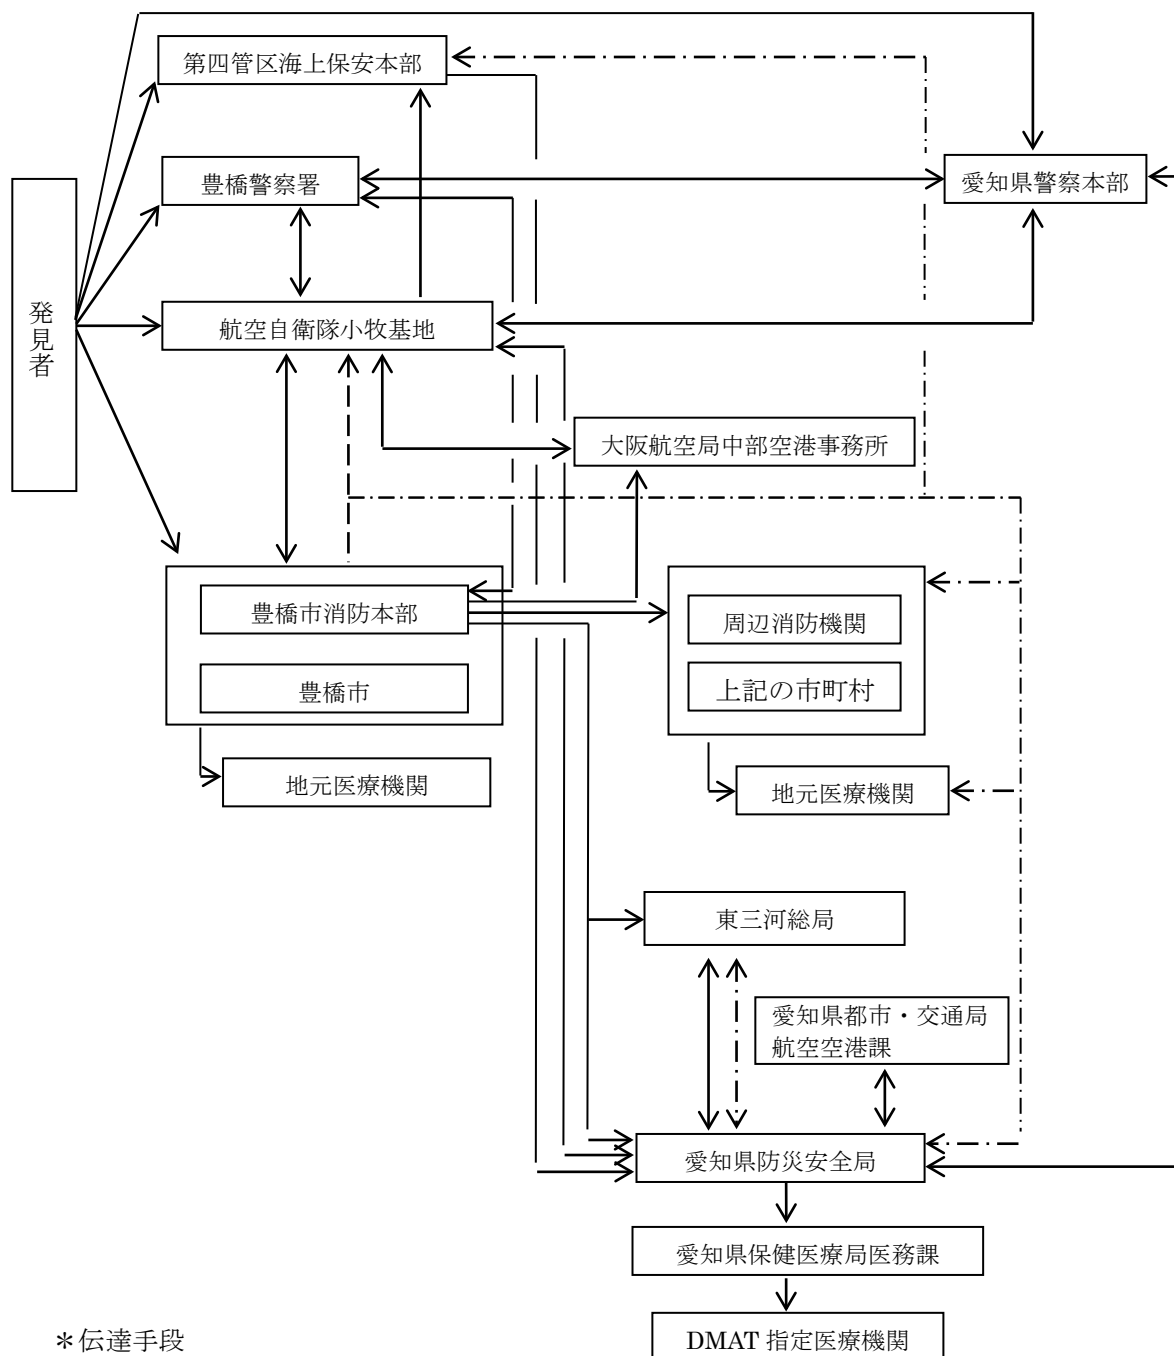 第四管区海上保安本部
豊橋警察署
愛知県警察本部
発見者
航空自衛隊小牧基地
大阪航空局中部空港事務所
豊橋市消防本部
周辺消防機関
豊橋市
上記の市町村
地元医療機関
地元医療機関
東三河総局
愛知県都市・交通局
航空空港課
愛知県防災安全局
愛知県保健医療局医務課
DMAT 指定医療機関
＊伝達手段